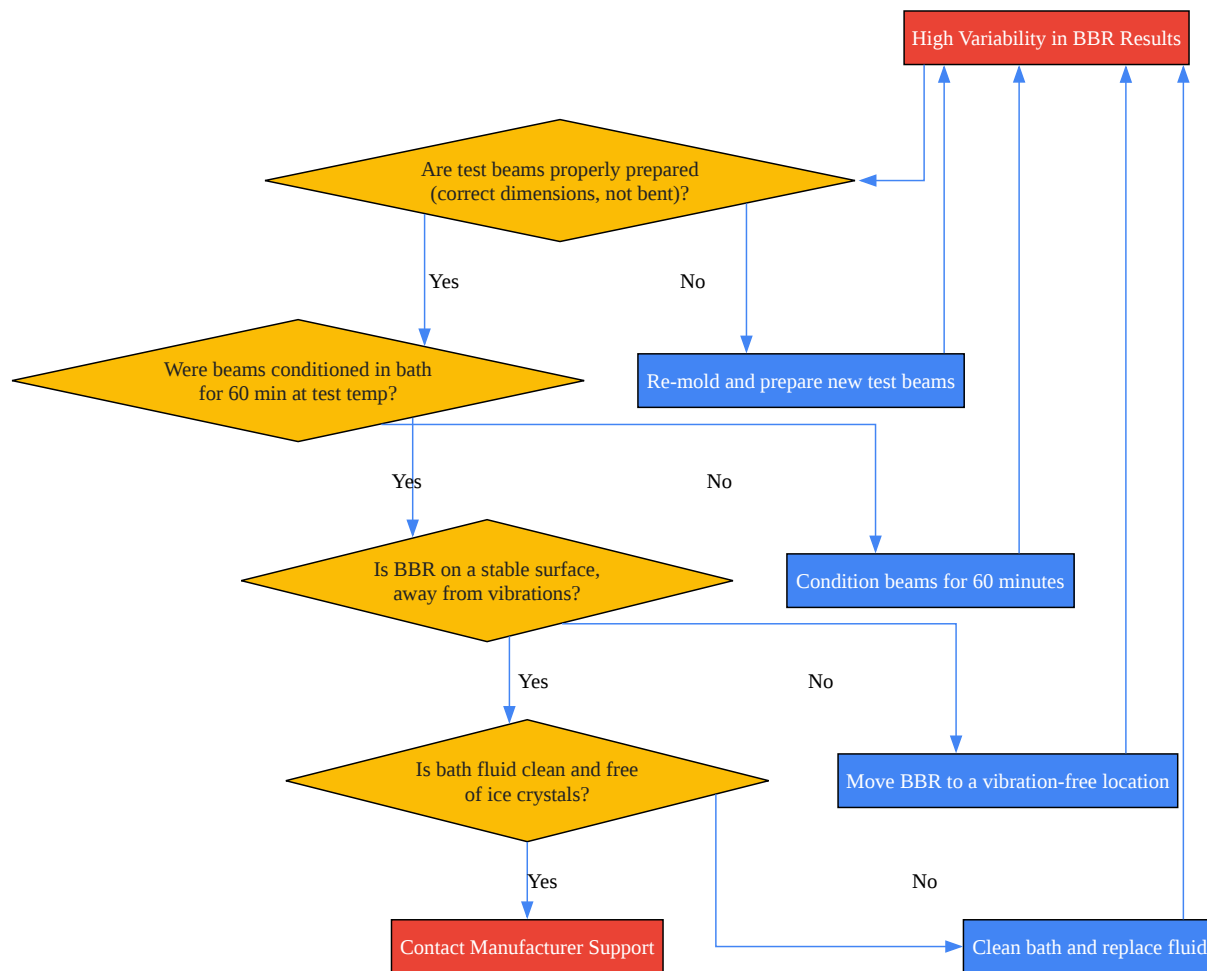 High Variability in BBR Results
Are test beams properly prepared
(correct dimensions, not bent)?
Yes
No
Were beams conditioned in bath
for 60 min at test temp?
Re-mold and prepare new test beams
Yes
No
Is BBR on a stable surface,
away from vibrations?
Condition beams for 60 minutes
Yes
No
Is bath fluid clean and free
of ice crystals?
Move BBR to a vibration-free location
Yes
No
Contact Manufacturer Support
Clean bath and replace fluid